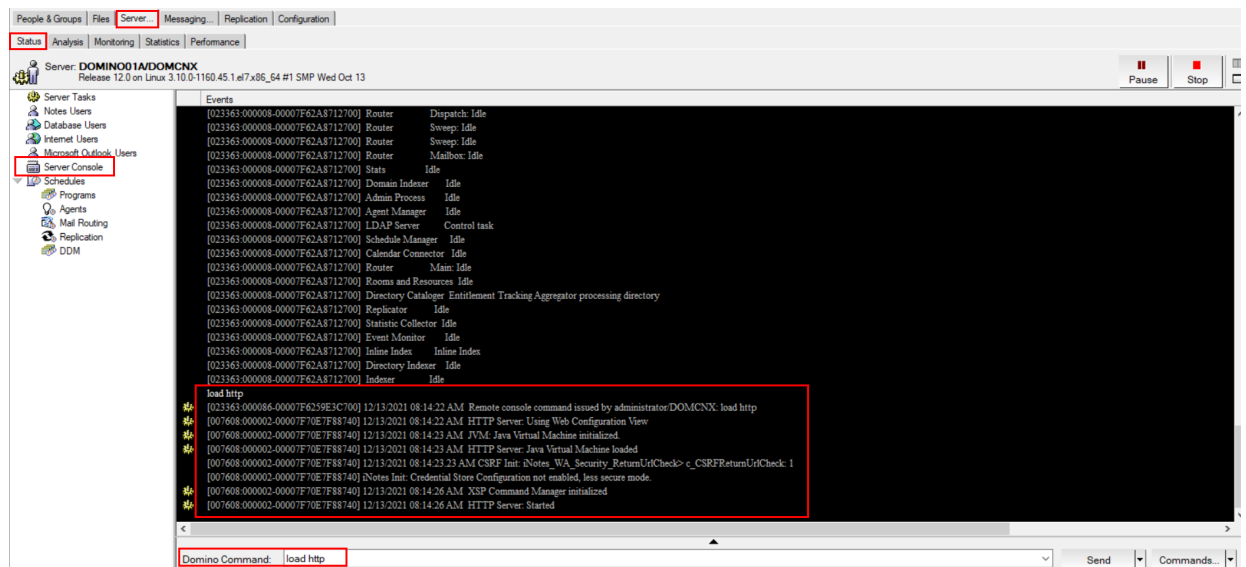 People & Groups Files Server... Messaging... Replication Configuration
Status Analysis Monitoring Statistics Performance
Server: DOMINO01A/DOMCNX
Release 12.0 on Linux 3.10.0-1160.45.1.el7.x86_64 #1 SMP Wed Oct 13
Pause Stop
Server Tasks
Notes Users
Database Users
Internet Users
Microsoft Outlook Users
Server Console
Schedules
Programs
Agents
Mail Routing
Replication
DDM
Events
[023363:000008-00007F62A8712700] Router Dispatch: Idle
[023363:000008-00007F62A8712700] Router Sweep: Idle
[023363:000008-00007F62A8712700] Router Sweep: Idle
[023363:000008-00007F62A8712700] Router Mailbox: Idle
[023363:000008-00007F62A8712700] Stats Idle
[023363:000008-00007F62A8712700] Domain Indexer Idle
[023363:000008-00007F62A8712700] Admin Process Idle
[023363:000008-00007F62A8712700] Agent Manager Idle
[023363:000008-00007F62A8712700] LDAP Server Control task
[023363:000008-00007F62A8712700] Schedule Manager Idle
[023363:000008-00007F62A8712700] Calendar Connector Idle
[023363:000008-00007F62A8712700] Router Main: Idle
[023363:000008-00007F62A8712700] Rooms and Resources Idle
[023363:000008-00007F62A8712700] Directory Cataloger Entitlement Tracking Aggregator processing directory
[023363:000008-00007F62A8712700] Replicator Idle
[023363:000008-00007F62A8712700] Statistic Collector Idle
[023363:000008-00007F62A8712700] Event Monitor Idle
[023363:000008-00007F62A8712700] Inline Index Inline Index
[023363:000008-00007F62A8712700] Directory Indexer Idle
[023363:000008-00007F62A8712700] Indexer Idle
load http
[023363:000086-00007F6259E3C700] 12/13/2021 08:14:22 AM Remote console command issued by administrator/DOMCNX: load http
[007608:000002-00007F70E7F88740] 12/13/2021 08:14:22 AM HTTP Server: Using Web Configuration View
[007608:000002-00007F70E7F88740] 12/13/2021 08:14:23 AM JVM: Java Virtual Machine initialized.
[007608:000002-00007F70E7F88740] 12/13/2021 08:14:23 AM HTTP Server: Java Virtual Machine loaded
[007608:000002-00007F70E7F88740] 12/13/2021 08:14:23.23 AM CSRF Init: iNotes_WA_Security_ReturnUrlCheck> c_CSRFReturnUrlCheck: 1
[007608:000002-00007F70E7F88740] iNotes Init: Credential Store Configuration not enabled, less secure mode.
[007608:000002-00007F70E7F88740] 12/13/2021 08:14:26 AM XSP Command Manager initialized
[007608:000002-00007F70E7F88740] 12/13/2021 08:14:26 AM HTTP Server: Started
Domino Command: load http Send Commands...